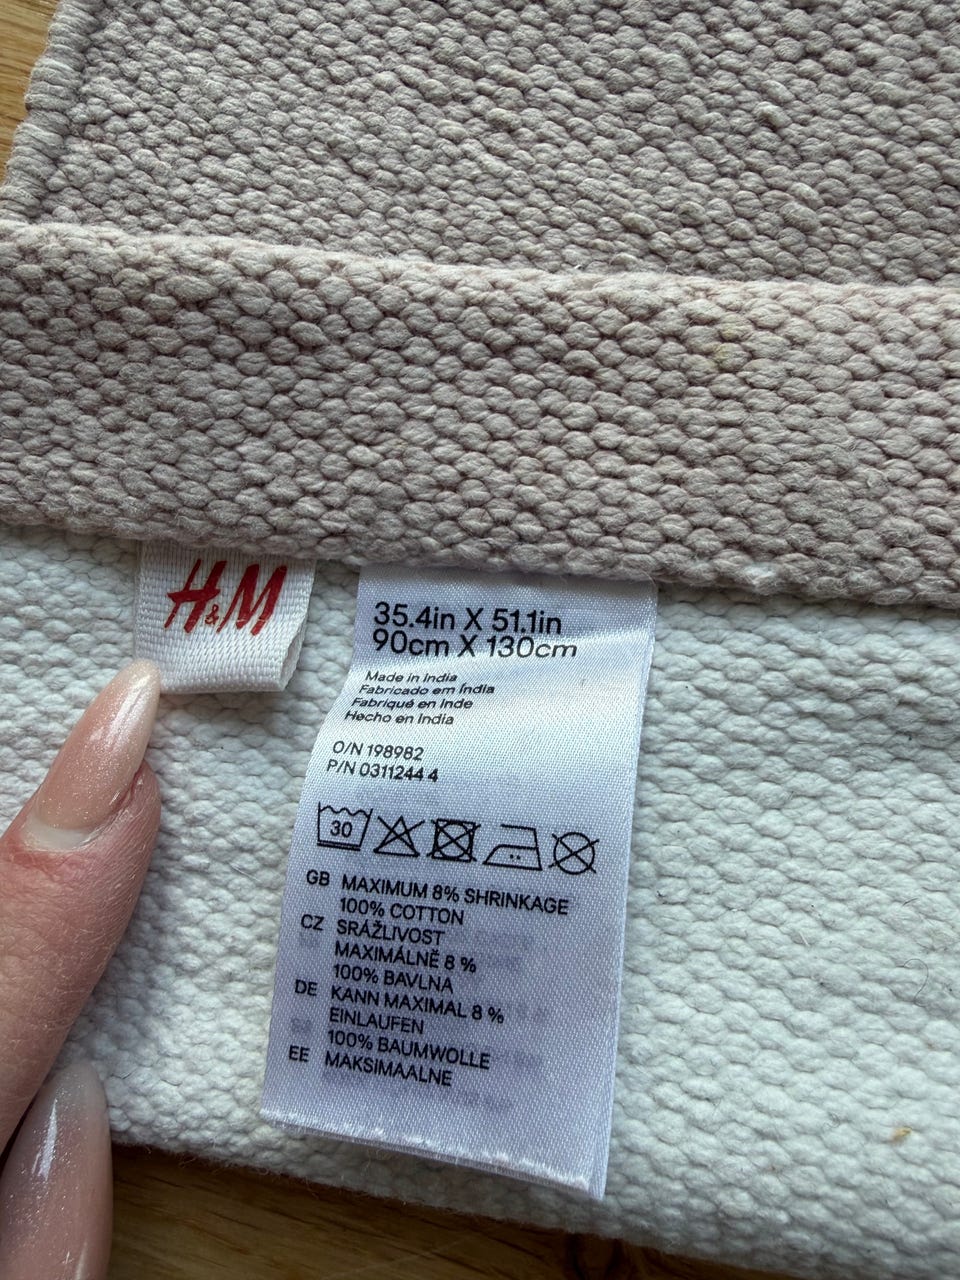 H&M
35.4in X 51.1in
90cm X 130cm
Made in India
Fabricado em Índia
Fabriqué en Inde
Hecho en India
O/N 198982
P/N 0311244 4
30
GB MAXIMUM 8% SHRINKAGE
100% COTTON
CZ SRÁŽLIVOST
MAXIMÁLNĚ 8 %
100% BAVLNA
DE KANN MAXIMAL 8 %
EINLAUFEN
100% BAUMWOLLE
EE MAKSIMAALNE